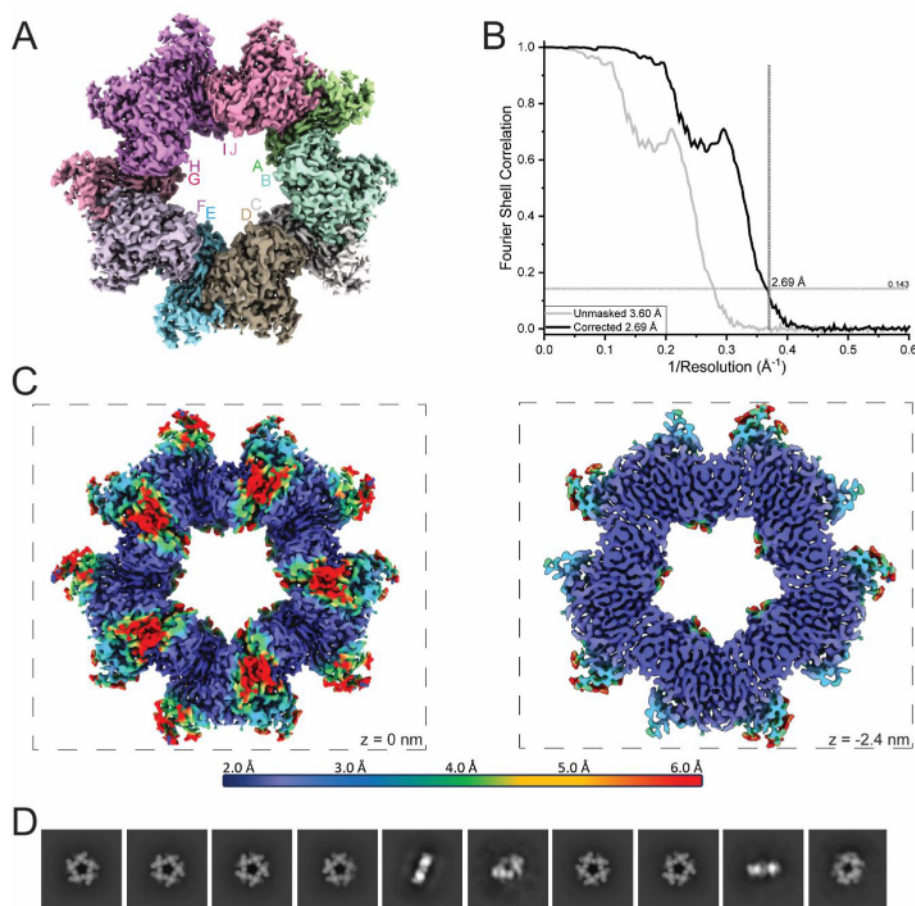 A
I J
A
H
G
B
F
E
C
D
B
Fourier Shell Correlation
1.0
0.8
0.6
0.4
0.2
0.0
2.69 Å
0.143
Unmasked 3.60 Å
Corrected 2.69 Å
0.0 0.1 0.2 0.3 0.4 0.5 0.6
1/Resolution (Å⁻¹)
C
z = 0 nm
z = -2.4 nm
2.0 Å 3.0 Å 4.0 Å 5.0 Å 6.0 Å
D